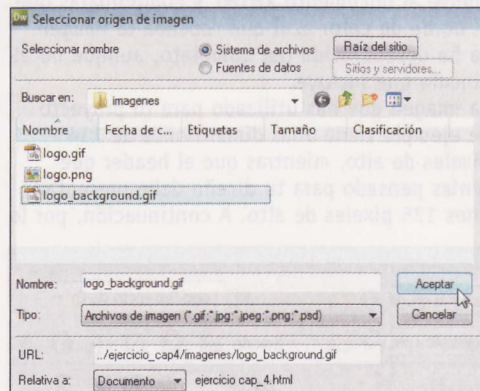 Dw Seleccionar origen de imagen
Seleccionar nombre
Sistema de archivos
Raíz del sitio
Fuentes de datos
Sitios y servidores...
Buscar en: imagenes
Nombre Fecha de c... Etiquetas Tamaño Clasificación
logo.gif
logo.png
logo_background.gif
Nombre: logo_background.gif Aceptar
Tipo: Archivos de imagen (*.gif;*.jpg;*.jpeg;*.png;*.psd) Cancelar
URL: ../ejercicio_cap4/imagenes/logo_background.gif
Relativa a: Documento ejercicio cap_4.html